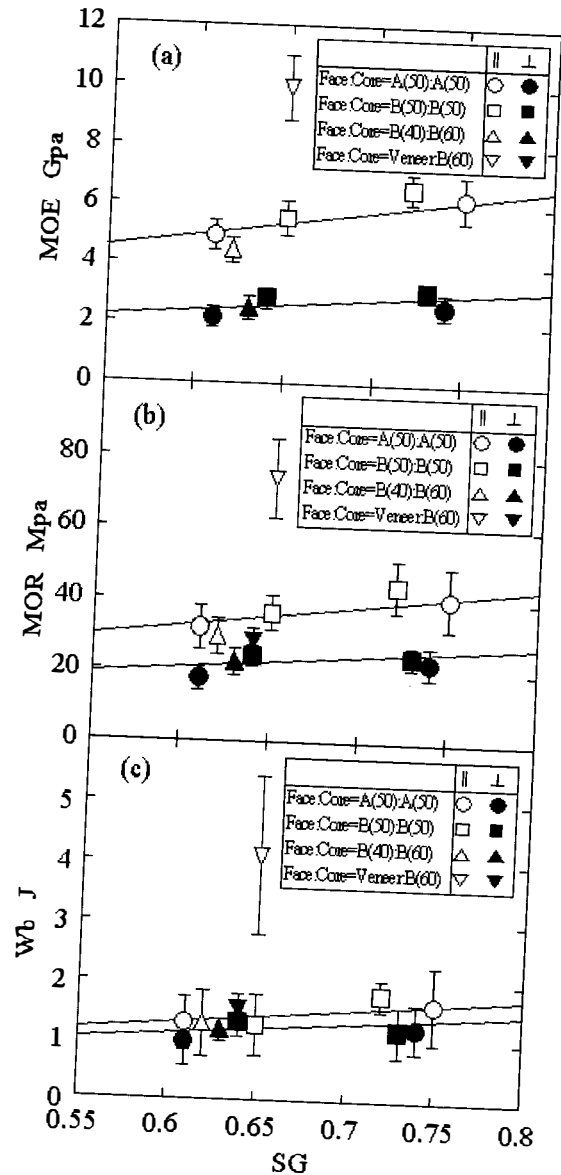 12
10
8
6
4
2
0
MOE Gpa
(a)
∥ ⊥
Face:Core=A(50):A(50)
Face:Core=B(50):B(50)
Face:Core=B(40):B(60)
Face:Core=Veneer:B(60)
80
60
40
20
0
MOR Mpa
(b)
∥ ⊥
Face:Core=A(50):A(50)
Face:Core=B(50):B(50)
Face:Core=B(40):B(60)
Face:Core=Veneer:B(60)
5
4
3
2
1
0
Wb J
(c)
∥ ⊥
Face:Core=A(50):A(50)
Face:Core=B(50):B(50)
Face:Core=B(40):B(60)
Face:Core=Veneer:B(60)
0.55 0.6 0.65 0.7 0.75 0.8
SG